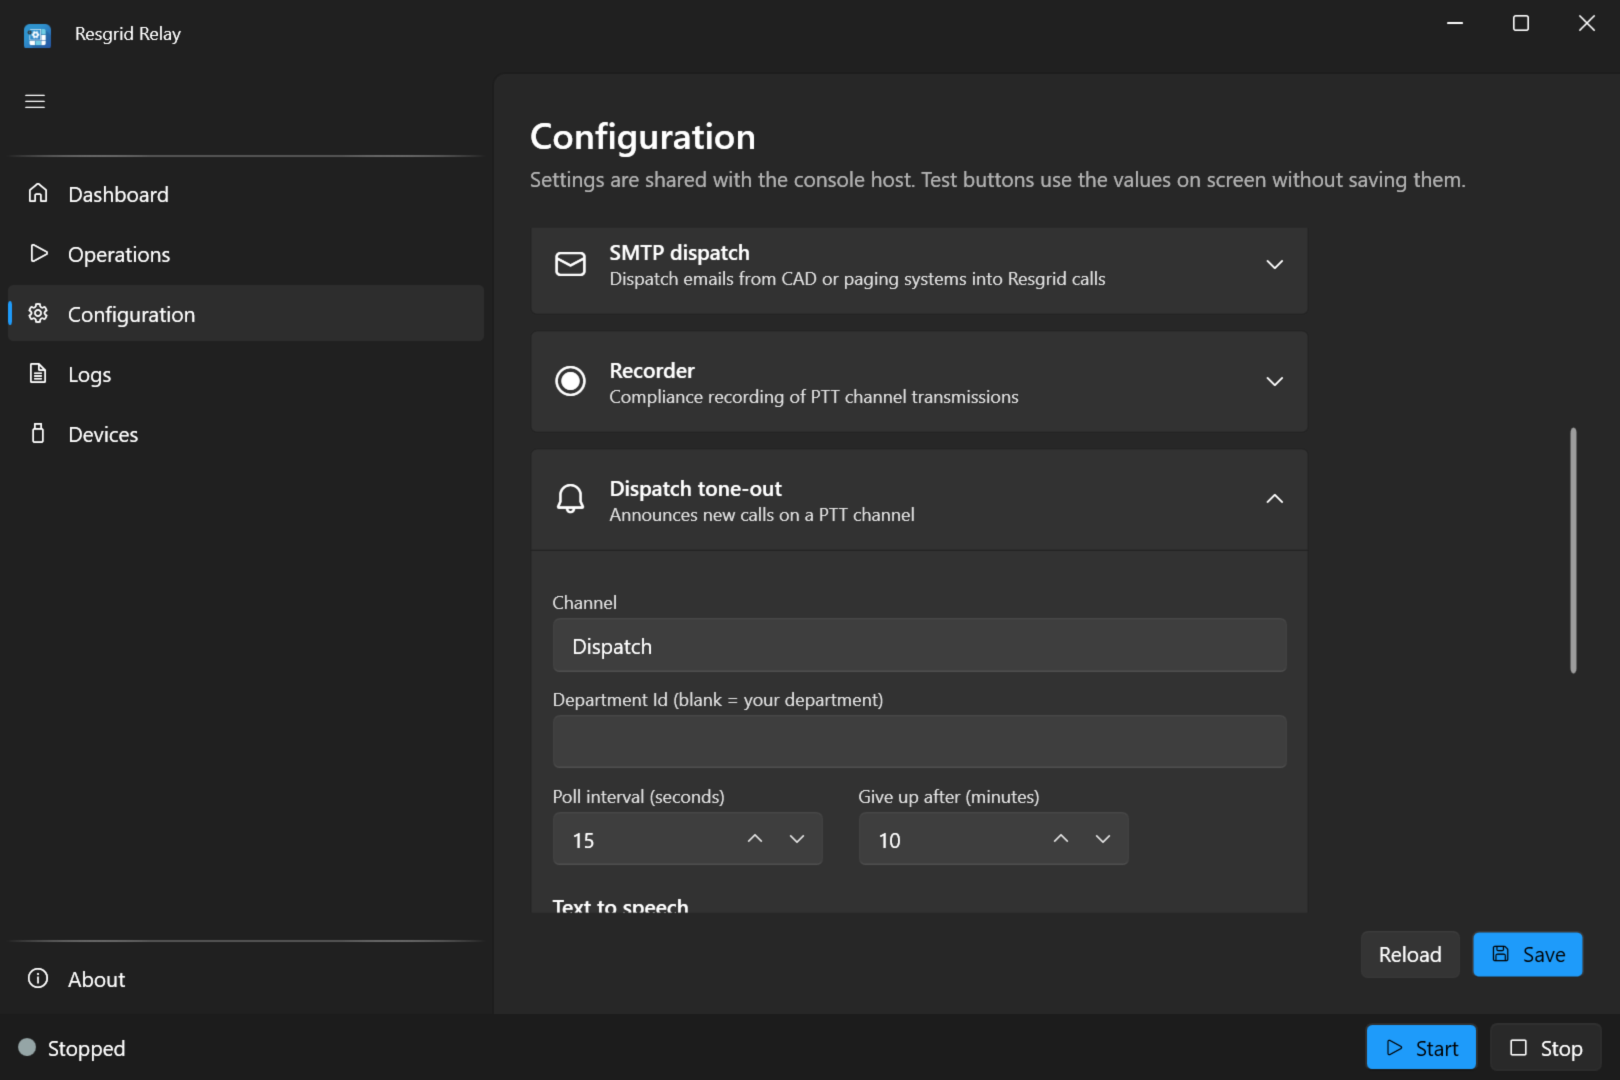 Resgrid Relay
Dashboard
Operations
Configuration
Logs
Devices
About
Configuration
Settings are shared with the console host. Test buttons use the values on screen without saving them.
SMTP dispatch
Dispatch emails from CAD or paging systems into Resgrid calls
Recorder
Compliance recording of PTT channel transmissions
Dispatch tone-out
Announces new calls on a PTT channel
Channel
Dispatch
Department Id (blank = your department)
Poll interval (seconds) Give up after (minutes)
15 10
Text to speech
Reload Save
Stopped Start Stop